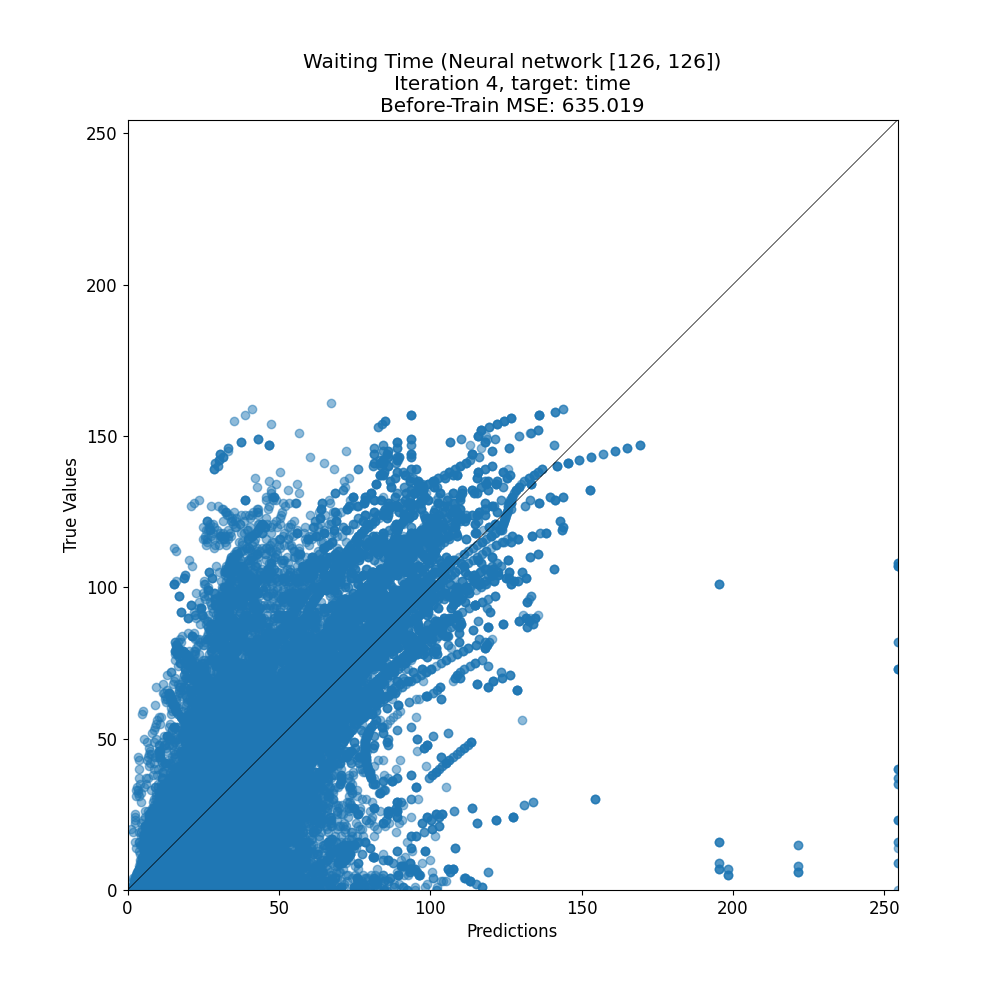 Waiting Time (Neural network [126, 126])
Iteration 4, target: time
Before-Train MSE: 635.019
250
200
150
100
50
0
True Values
0 50 100 150 200 250
Predictions